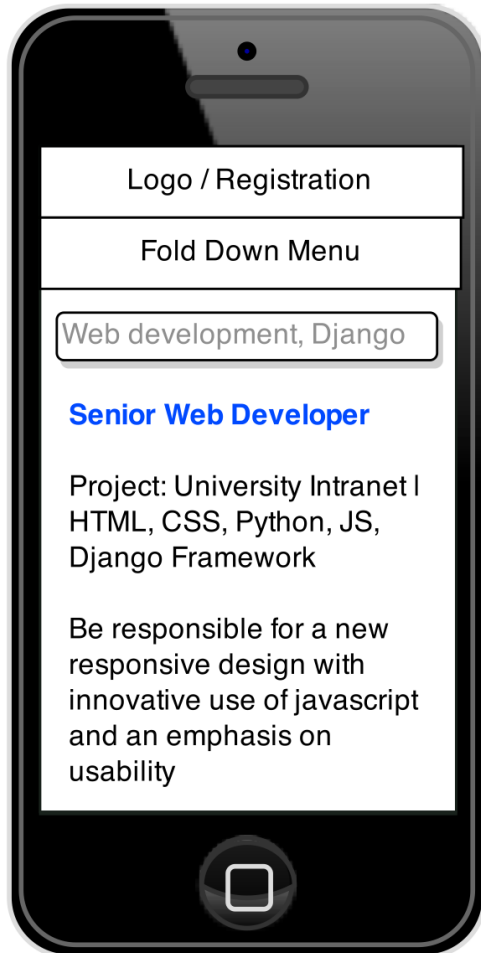 Logo / Registration
Fold Down Menu
Web development, Django
Senior Web Developer
Project: University Intranet |
HTML, CSS, Python, JS,
Django Framework
Be responsible for a new
responsive design with
innovative use of javascript
and an emphasis on
usability